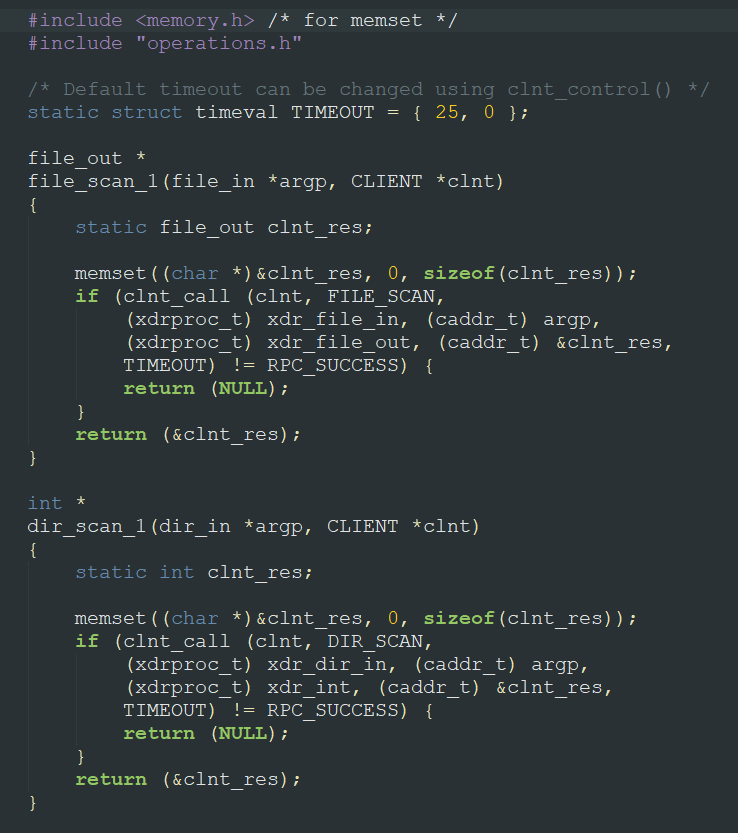 #include <memory.h> /* for memset */
#include "operations.h"

/* Default timeout can be changed using clnt_control() */
static struct timeval TIMEOUT = { 25, 0 };

file_out *
file_scan_1(file_in *argp, CLIENT *clnt)
{
    static file_out clnt_res;

    memset((char *)&clnt_res, 0, sizeof(clnt_res));
    if (clnt_call (clnt, FILE_SCAN,
        (xdrproc_t) xdr_file_in, (caddr_t) argp,
        (xdrproc_t) xdr_file_out, (caddr_t) &clnt_res,
        TIMEOUT) != RPC_SUCCESS) {
        return (NULL);
    }
    return (&clnt_res);
}

int *
dir_scan_1(dir_in *argp, CLIENT *clnt)
{
    static int clnt_res;

    memset((char *)&clnt_res, 0, sizeof(clnt_res));
    if (clnt_call (clnt, DIR_SCAN,
        (xdrproc_t) xdr_dir_in, (caddr_t) argp,
        (xdrproc_t) xdr_int, (caddr_t) &clnt_res,
        TIMEOUT) != RPC_SUCCESS) {
        return (NULL);
    }
    return (&clnt_res);
}